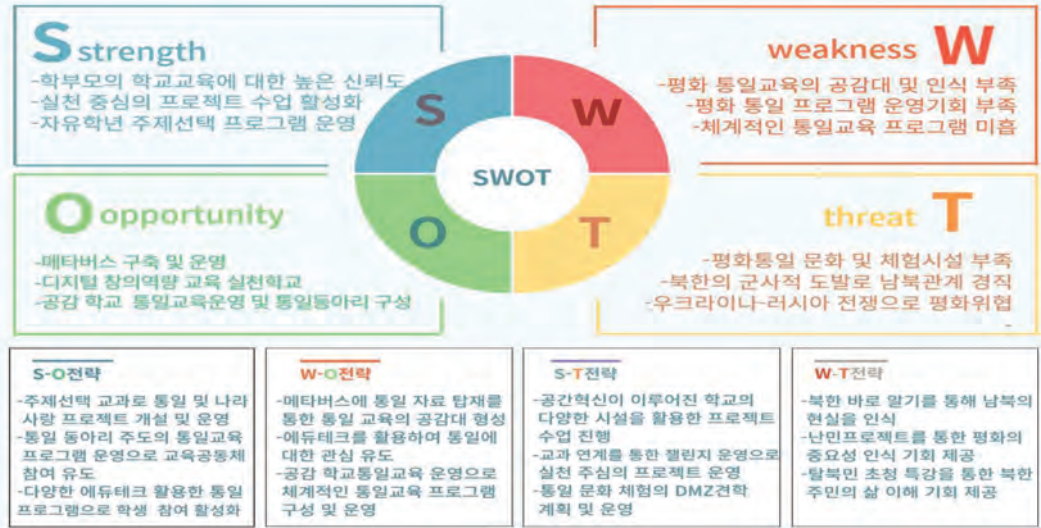 S strength
-학부모의 학교교육에 대한 높은 신뢰도
-실천 중심의 프로젝트 수업 활성화
-자유학년 주제선택 프로그램 운영
weakness W
-평화 통일교육의 공감대 및 인식 부족
-평화 통일 프로그램 운영기회 부족
-체계적인 통일교육 프로그램 미흡
S
W
SWOT
O
T
O opportunity
-메타버스 구축 및 운영
-디지털 창의역량 교육 실천학교
-공감 학교 통일교육운영 및 통일동아리 구성
threat T
-평화통일 문화 및 체험시설 부족
-북한의 군사적 도발로 남북관계 경직
-우크라이나-러시아 전쟁으로 평화위협
-
S-O전략
-주제선택 교과로 통일 및 나라
사랑 프로젝트 개설 및 운영
-통일 동아리 주도의 통일교육
프로그램 운영으로 교육공동체
참여 유도
-다양한 에듀테크 활용한 통일
프로그램으로 학생 참여 활성화
W-O전략
-메타버스에 통일 자료 탑재를
통한 통일 교육의 공감대 형성
-에듀테크를 활용하여 통일에
대한 관심 유도
-공감 학교통일교육 운영으로
체계적인 통일교육 프로그램
구성 및 운영
S-T전략
-공간혁신이 이루어진 학교의
다양한 시설을 활용한 프로젝트
수업 진행
-교과 연계를 통한 챌린지 운영으로
실천 주심의 프로젝트 운영
-통일 문화 체험의 DMZ견학
계획 및 운영
W-T전략
-북한 바로 알기를 통해 남북의
현실을 인식
-난민프로젝트를 통한 평화의
중요성 인식 기회 제공
-탈북민 초청 특강을 통한 북한
주민의 삶 이해 기회 제공